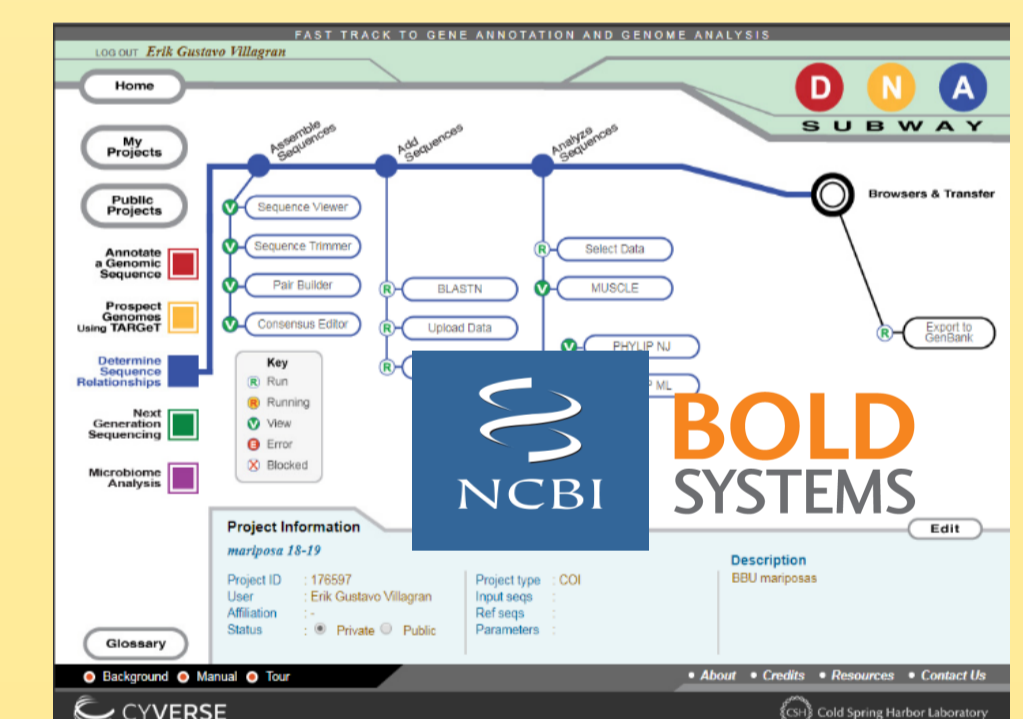 FAST TRACK TO GENE ANNOTATION AND GENOME ANALYSIS
LOG OUT Erik Gustavo Villagran
D N A
SUBWAY
Home
My
Projects
Public
Projects
Annotate
a Genomic
Sequence
Prospect
Genomes
Using TARGeT
Determine
Sequence
Relationships
Next
Generation
Sequencing
Microbiome
Analysis
Assemble
Sequences
V Sequence Viewer
V Sequence Trimmer
V Pair Builder
V Consensus Editor
Add
Sequences
R BLASTN
R Upload Data
R
Analyze
Sequences
R Select Data
V MUSCLE
V PHYLIP NJ
ML
Browsers & Transfer
R Export to
GenBank
Key
R Run
R Running
V View
E Error
X Blocked
NCBI
BOLD
SYSTEMS
Project Information
Edit
mariposa 18-19
Project ID : 176597
User : Erik Gustavo Villagran
Affiliation : -
Status : Private Public
Project type : COI
Input seqs :
Ref seqs :
Parameters :
Description
BBU mariposas
Glossary
Background Manual Tour
• About • Credits • Resources • Contact Us
CYVERSE
CSH Cold Spring Harbor Laboratory